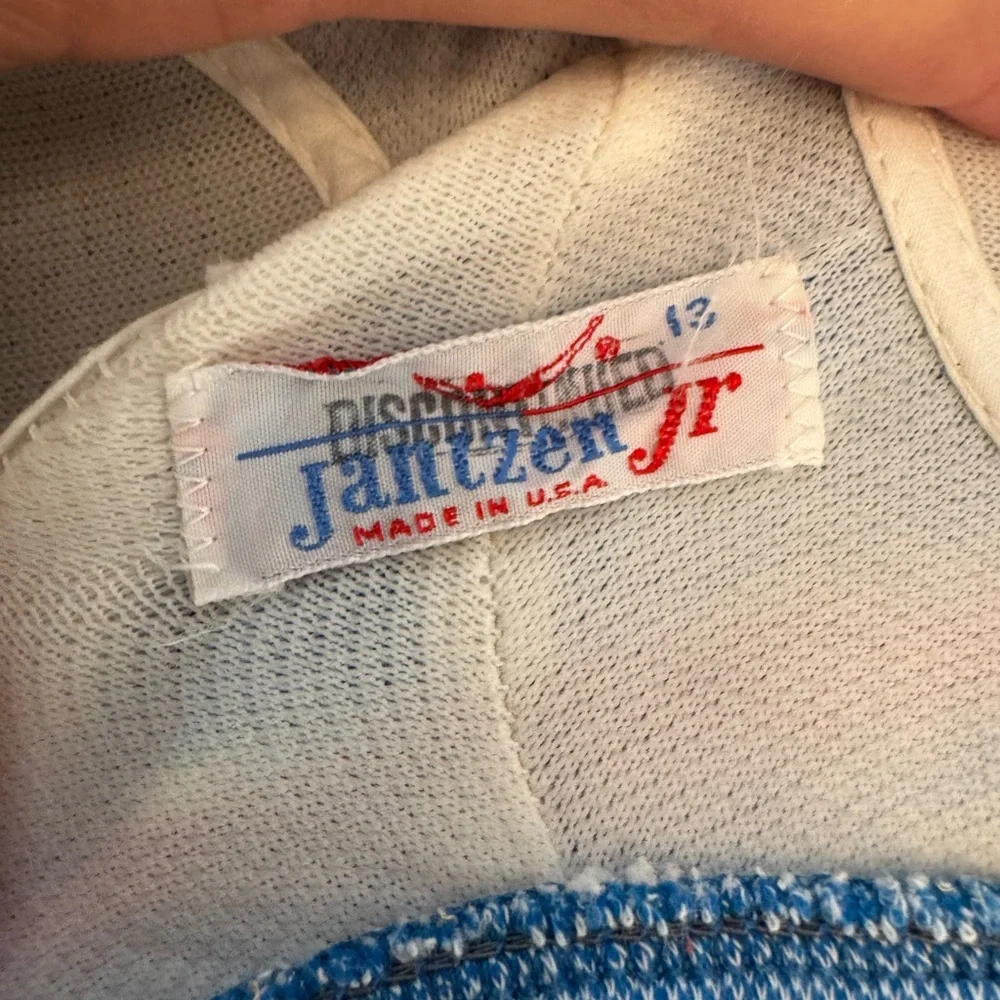 13
DISCONTINUED
Jantzen jr
MADE IN U.S.A.